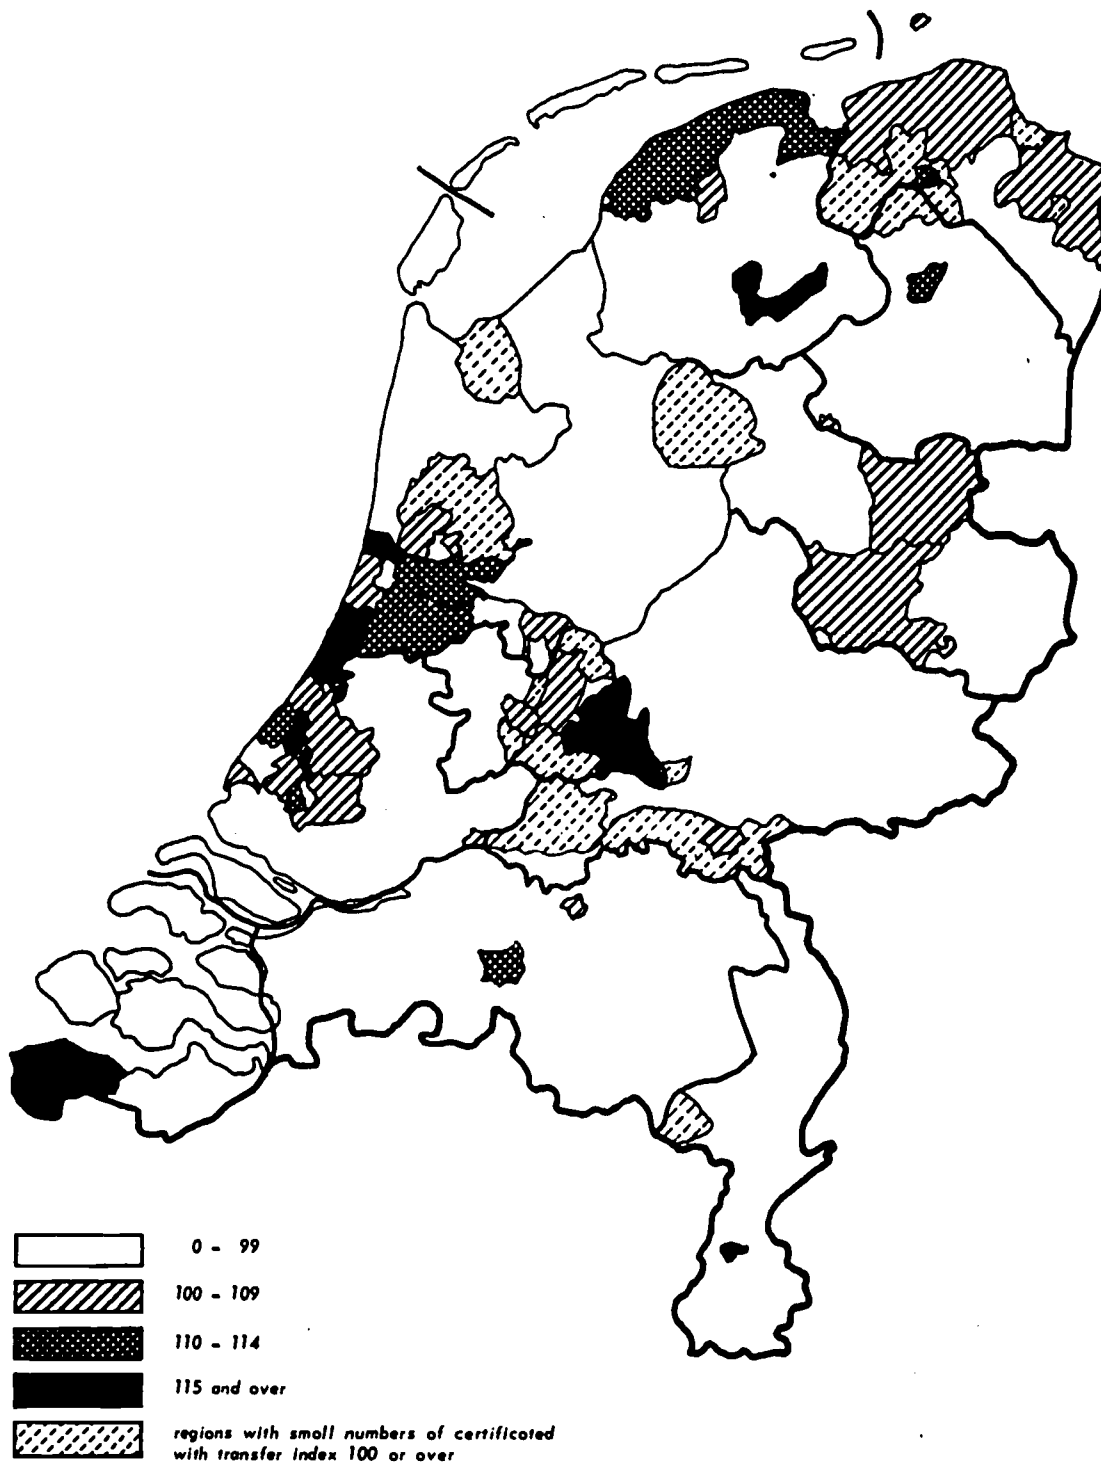 0 - 99
100 - 109
110 - 114
115 and over
regions with small numbers of certificated
with transfer index 100 or over